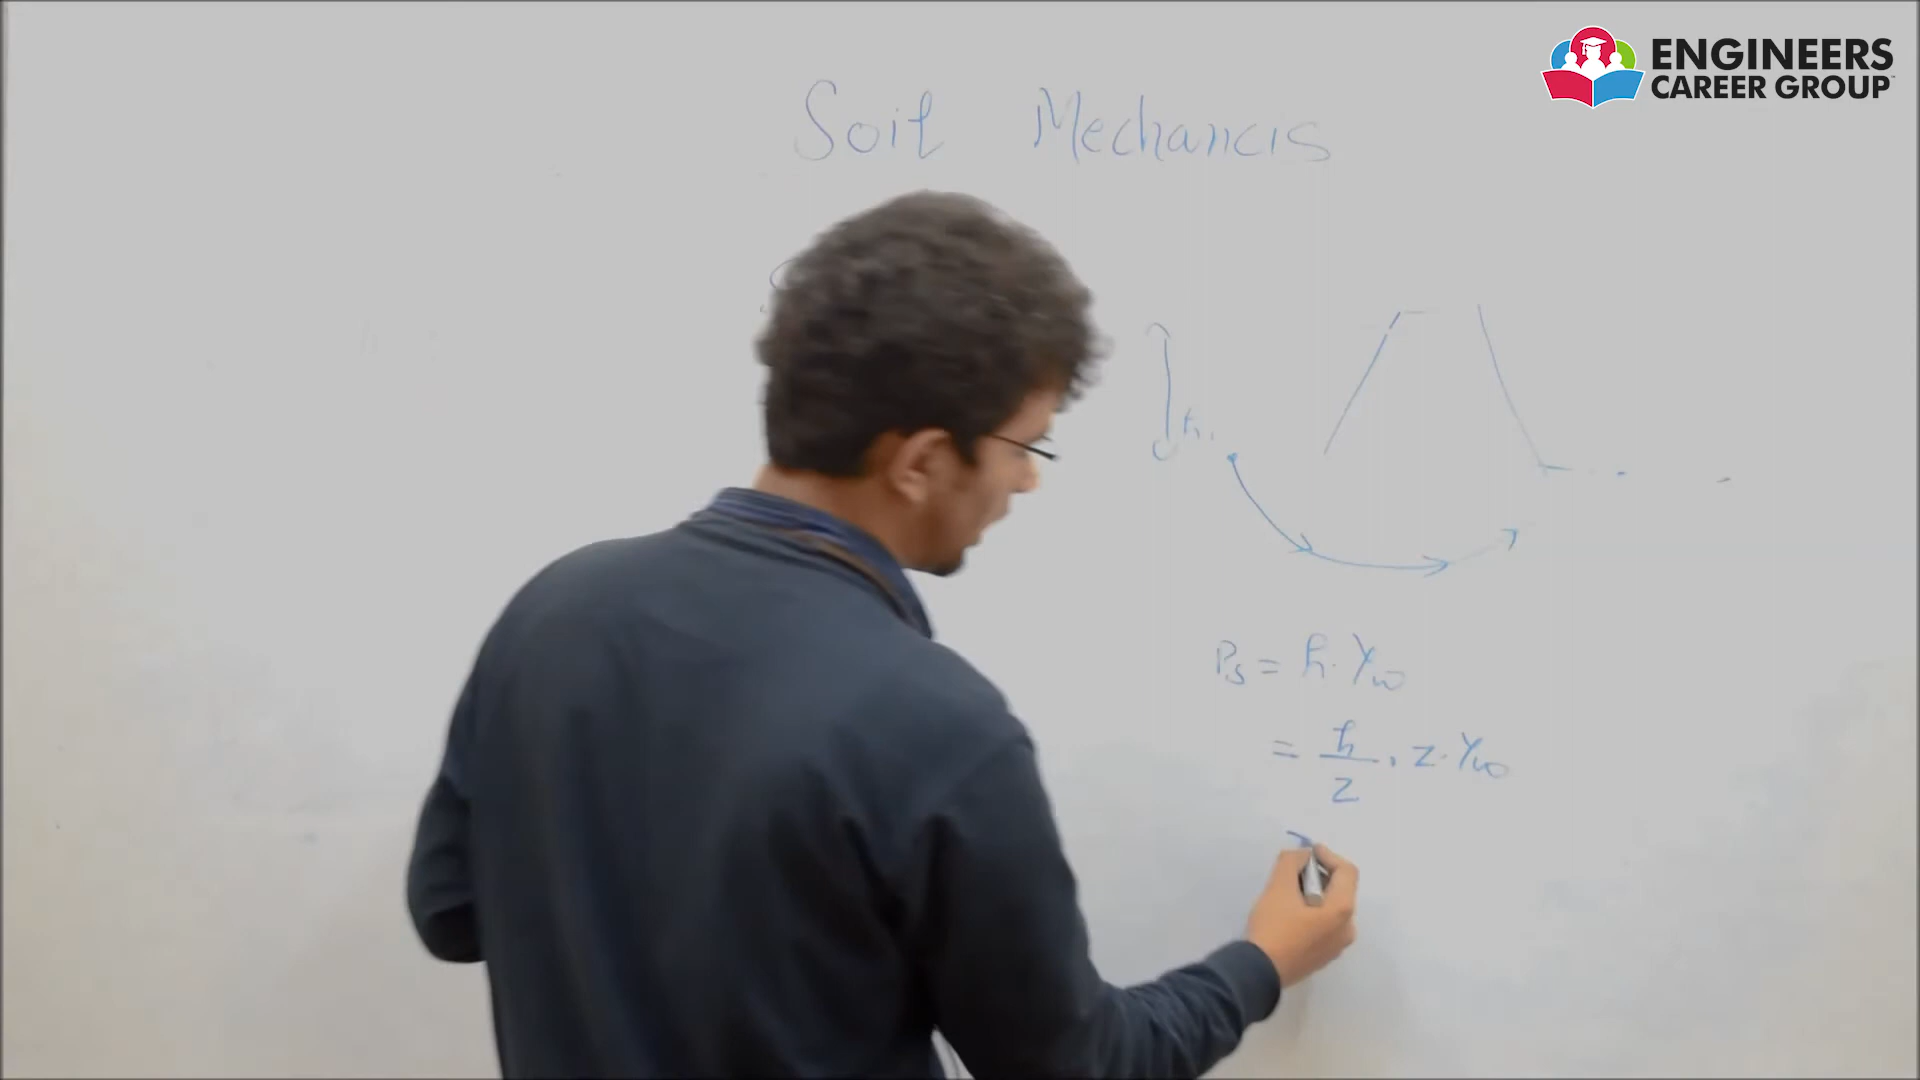 ENGINEERS
CAREER GROUP
Soil Mechancis
h1
Ps = h. γw
= h/z . z. γw